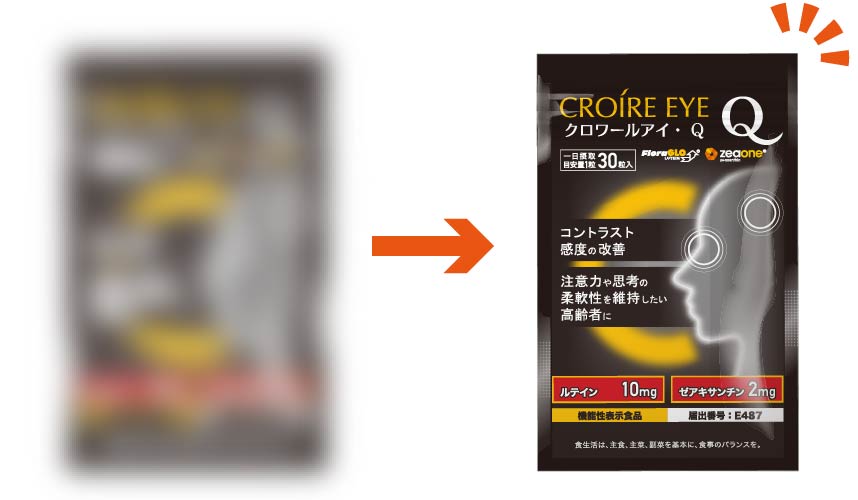 CROÍRE EYE Q
クロワールアイ・Q
一日摂取
目安量1粒 30粒入
FloraGLO
LUTEIN
zeaone®
コントラスト
感度の改善
注意力や思考の
柔軟性を維持したい
高齢者に
ルテイン 10mg
ゼアキサンチン 2mg
機能性表示食品
届出番号：E487
食生活は、主食、主菜、副菜を基本に、食事のバランスを。